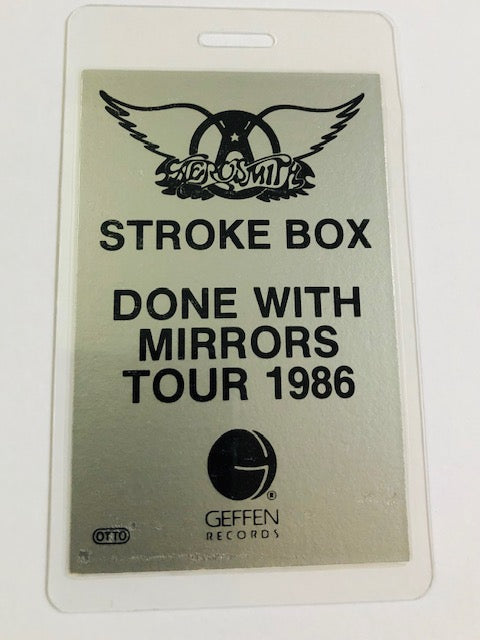 AEROSMITH
STROKE BOX
DONE WITH
MIRRORS
TOUR 1986
GEFFEN
RECORDS
OTTO